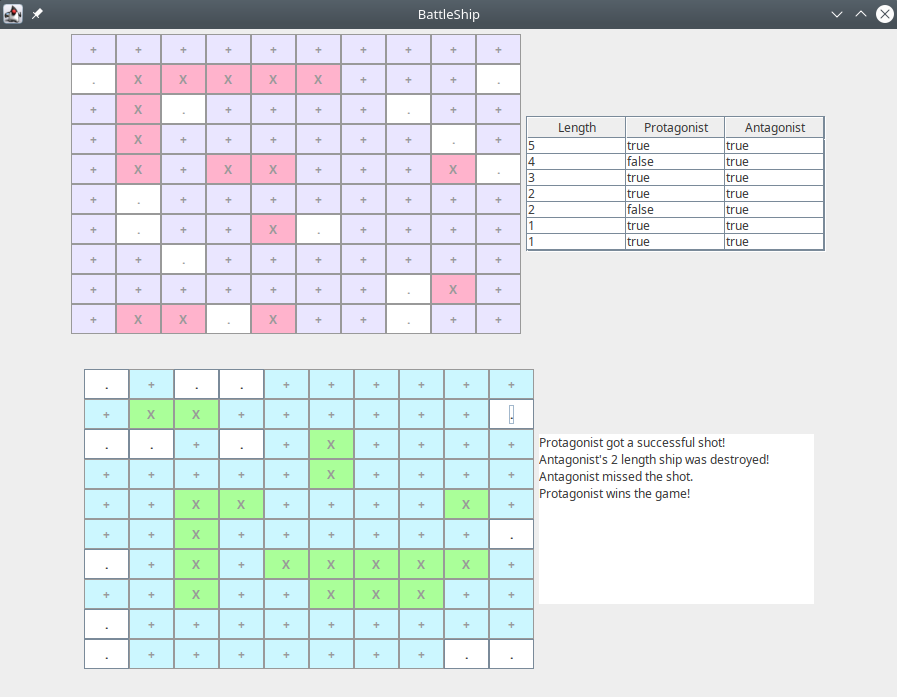 BattleShip
+ + + + + + + + + +
. X X X X X + + + .
+ X . + + + + . + +
+ X + + + + + + . +
+ X + X X + + + X .
+ . + + + + + + + +
+ . + + X . + + + +
+ + . + + + + + + +
+ + + + + + + . X +
+ X X . X + + . + +
Length Protagonist Antagonist
5 true true
4 false true
3 true true
2 true true
2 false true
1 true true
1 true true
. + . . + + + + + +
+ X X + + + + + + .
. . + . + X + + + +
+ + + + + X + + + +
+ + X X + + + + X +
+ + X + + + + + + .
. + X + X X X X X +
+ + X + + X X X + +
. + + + + + + + + +
. + + + + + + + . .
Protagonist got a successful shot!
Antagonist's 2 length ship was destroyed!
Antagonist missed the shot.
Protagonist wins the game!